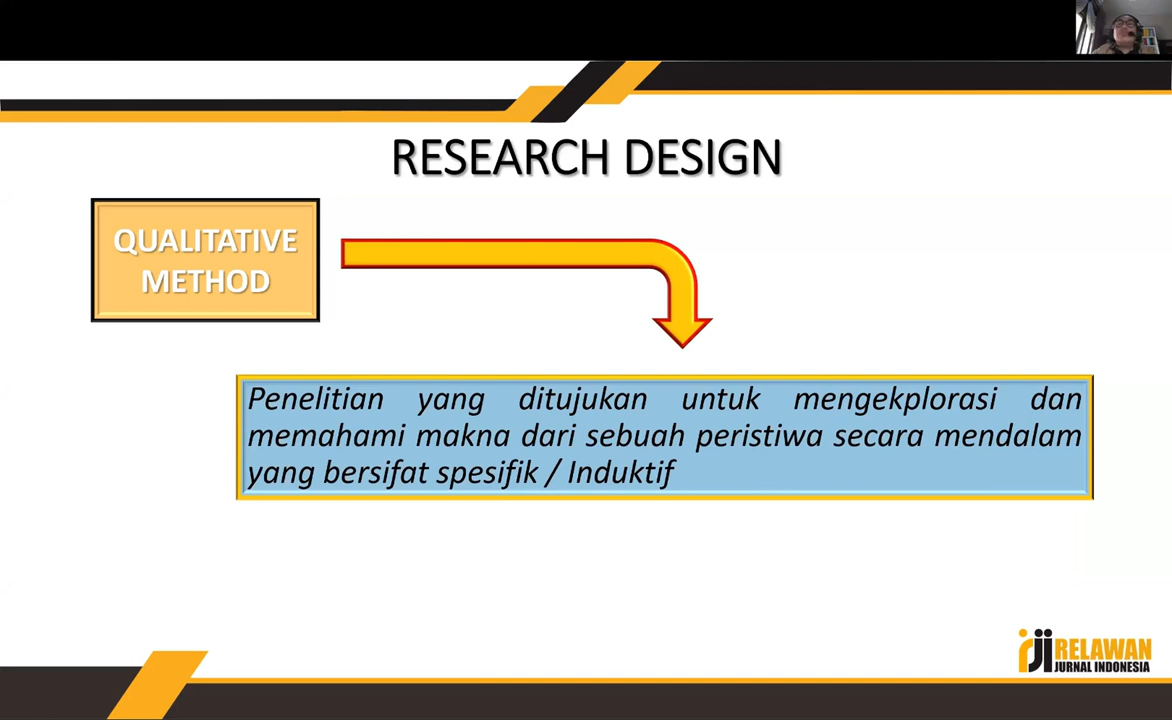 RESEARCH DESIGN
QUALITATIVE
METHOD
Penelitian yang ditujukan untuk mengekplorasi dan
memahami makna dari sebuah peristiwa secara mendalam
yang bersifat spesifik / Induktif
rji RELAWAN
JURNAL INDONESIA